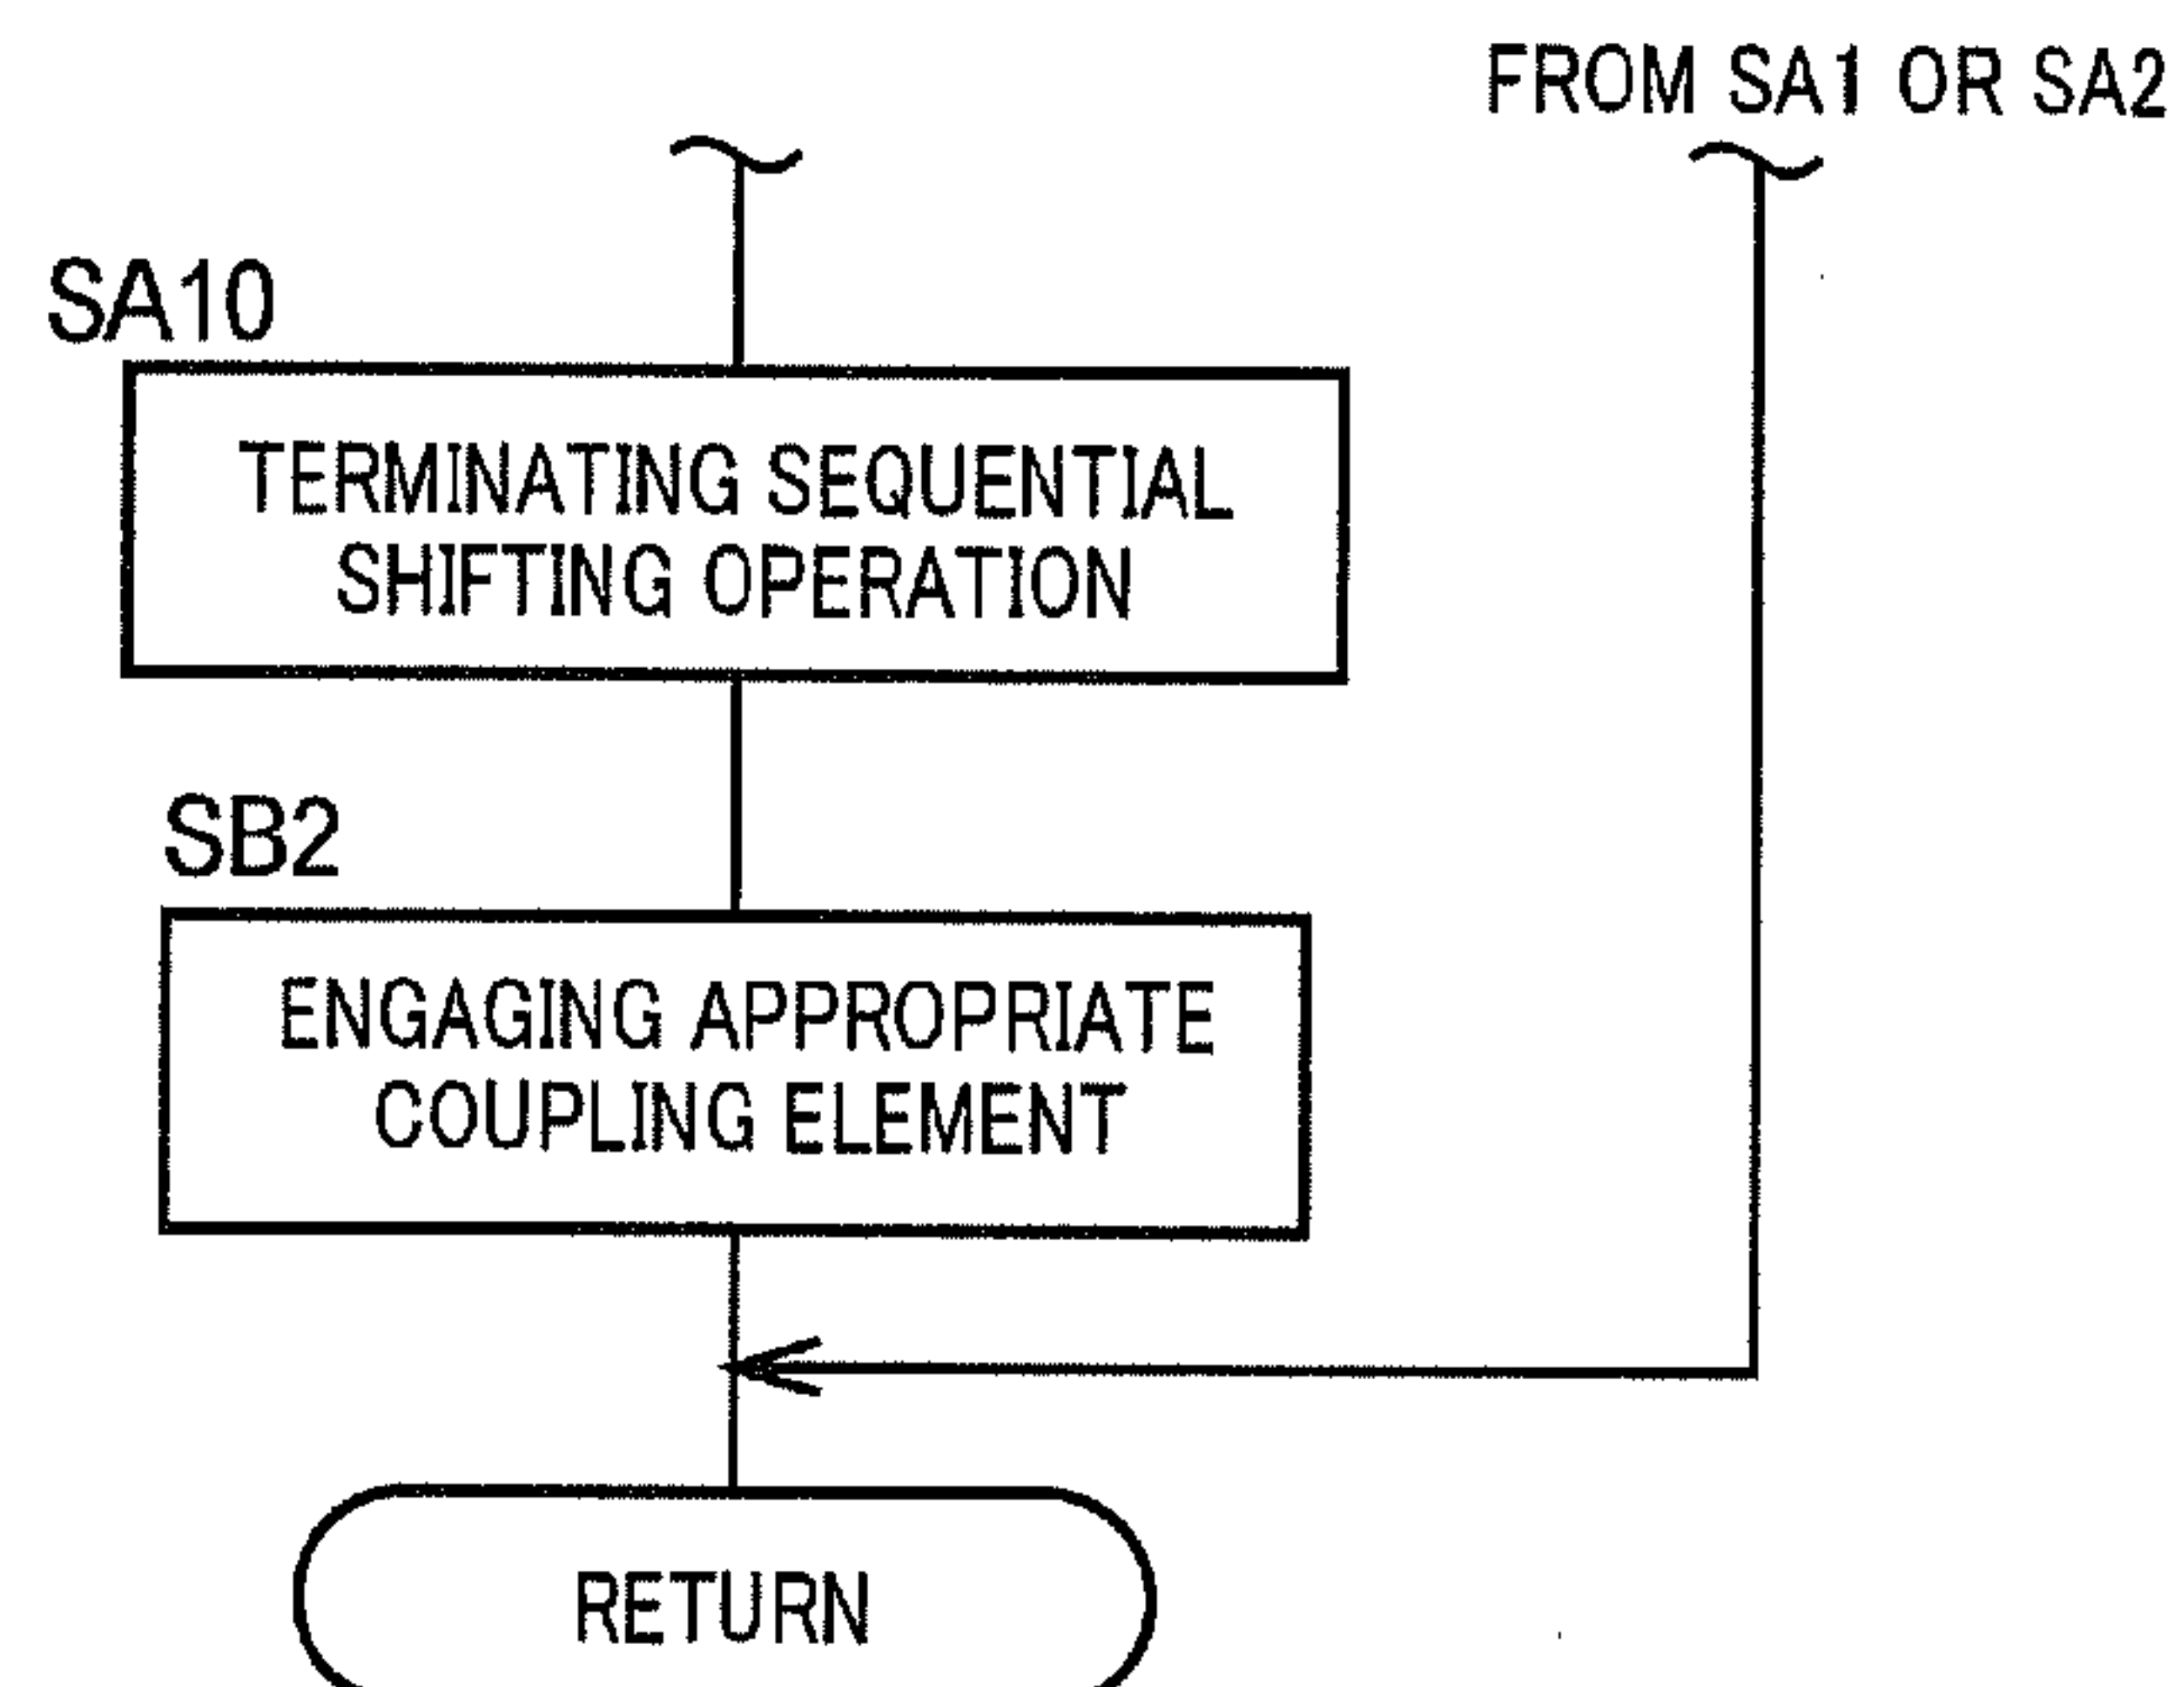 FROM SA1 OR SA2
SA10
TERMINATING SEQUENTIAL
SHIFTING OPERATION
SB2
ENGAGING APPROPRIATE
COUPLING ELEMENT
RETURN